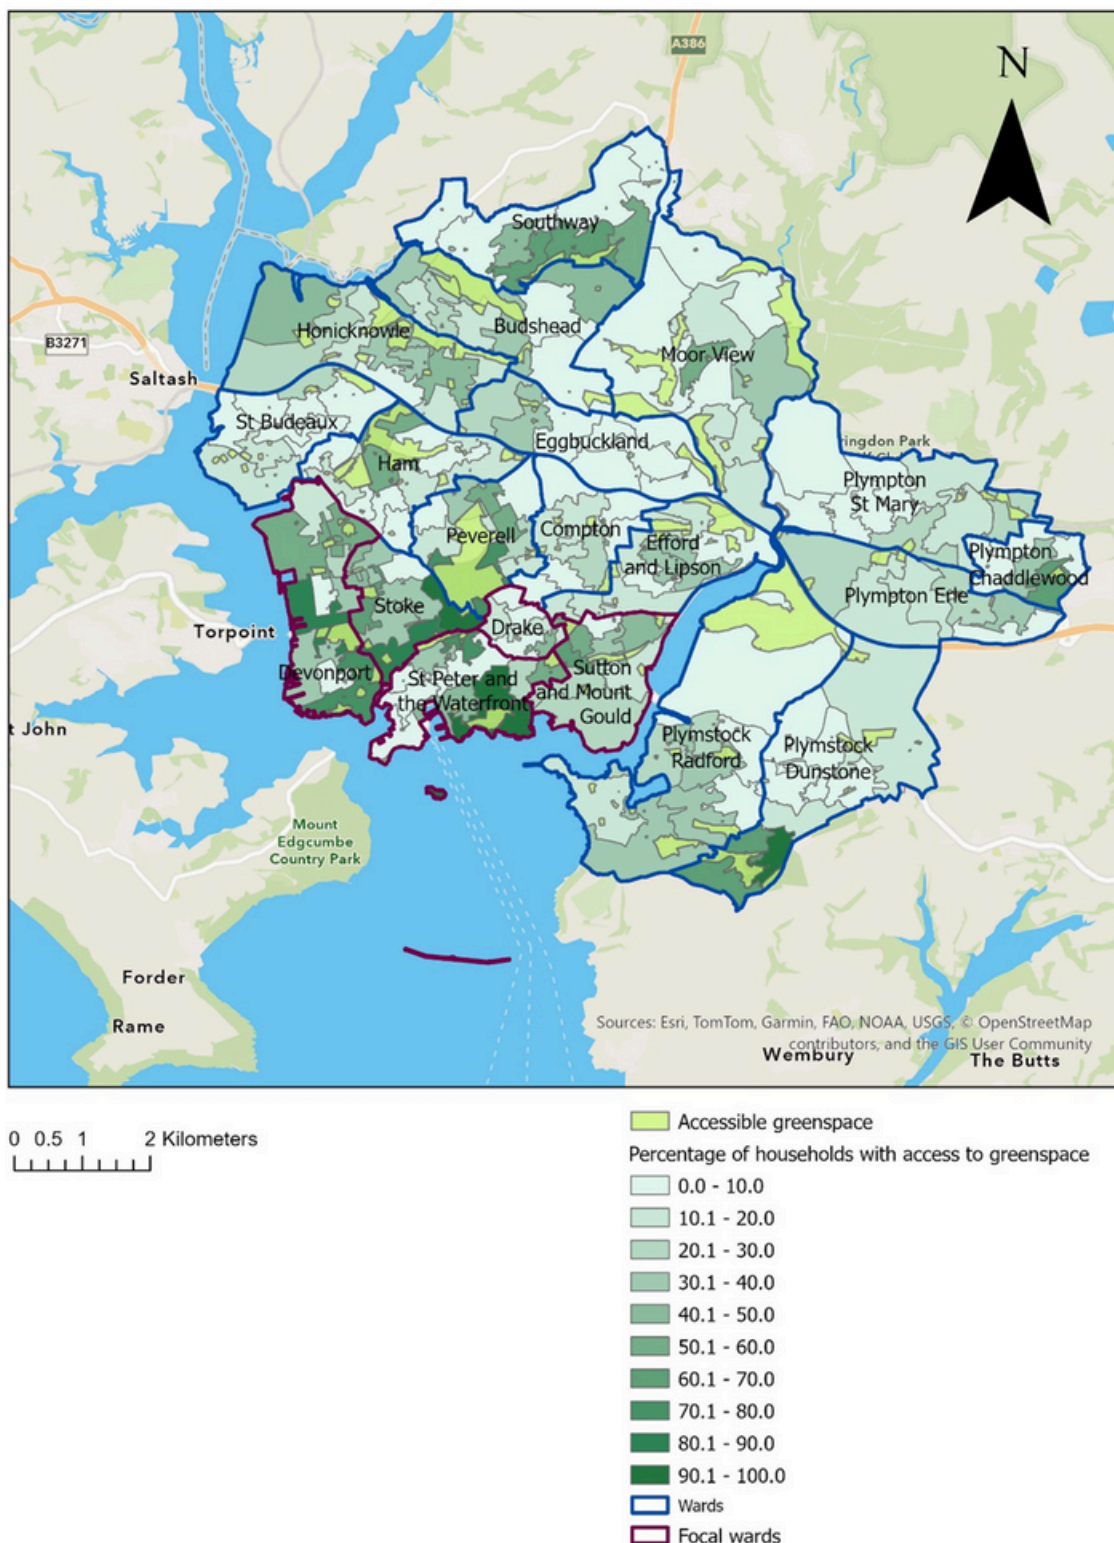 A386
N
Southway
Honicknowle
Budshead
B3271
Moor View
Saltash
St Budeaux
Eggbuckland
ringdon Park
Ham
Plympton
St Mary
Peverell
Compton
Efford
and Lipson
Plympton
Chaddlewood
Plympton Erle
Stoke
Torpoint
Drake
Devonport
St Peter and
the Waterfront
Sutton
and Mount
Gould
t John
Plymstock
Radford
Plymstock
Dunstone
Mount
Edgcumbe
Country Park
Forder
Rame
Sources: Esri, TomTom, Garmin, FAO, NOAA, USGS, © OpenStreetMap
contributors, and the GIS User Community
Wembury
The Butts
0 0.5 1 2 Kilometers
Accessible greenspace
Percentage of households with access to greenspace
0.0 - 10.0
10.1 - 20.0
20.1 - 30.0
30.1 - 40.0
40.1 - 50.0
50.1 - 60.0
60.1 - 70.0
70.1 - 80.0
80.1 - 90.0
90.1 - 100.0
Wards
Focal wards